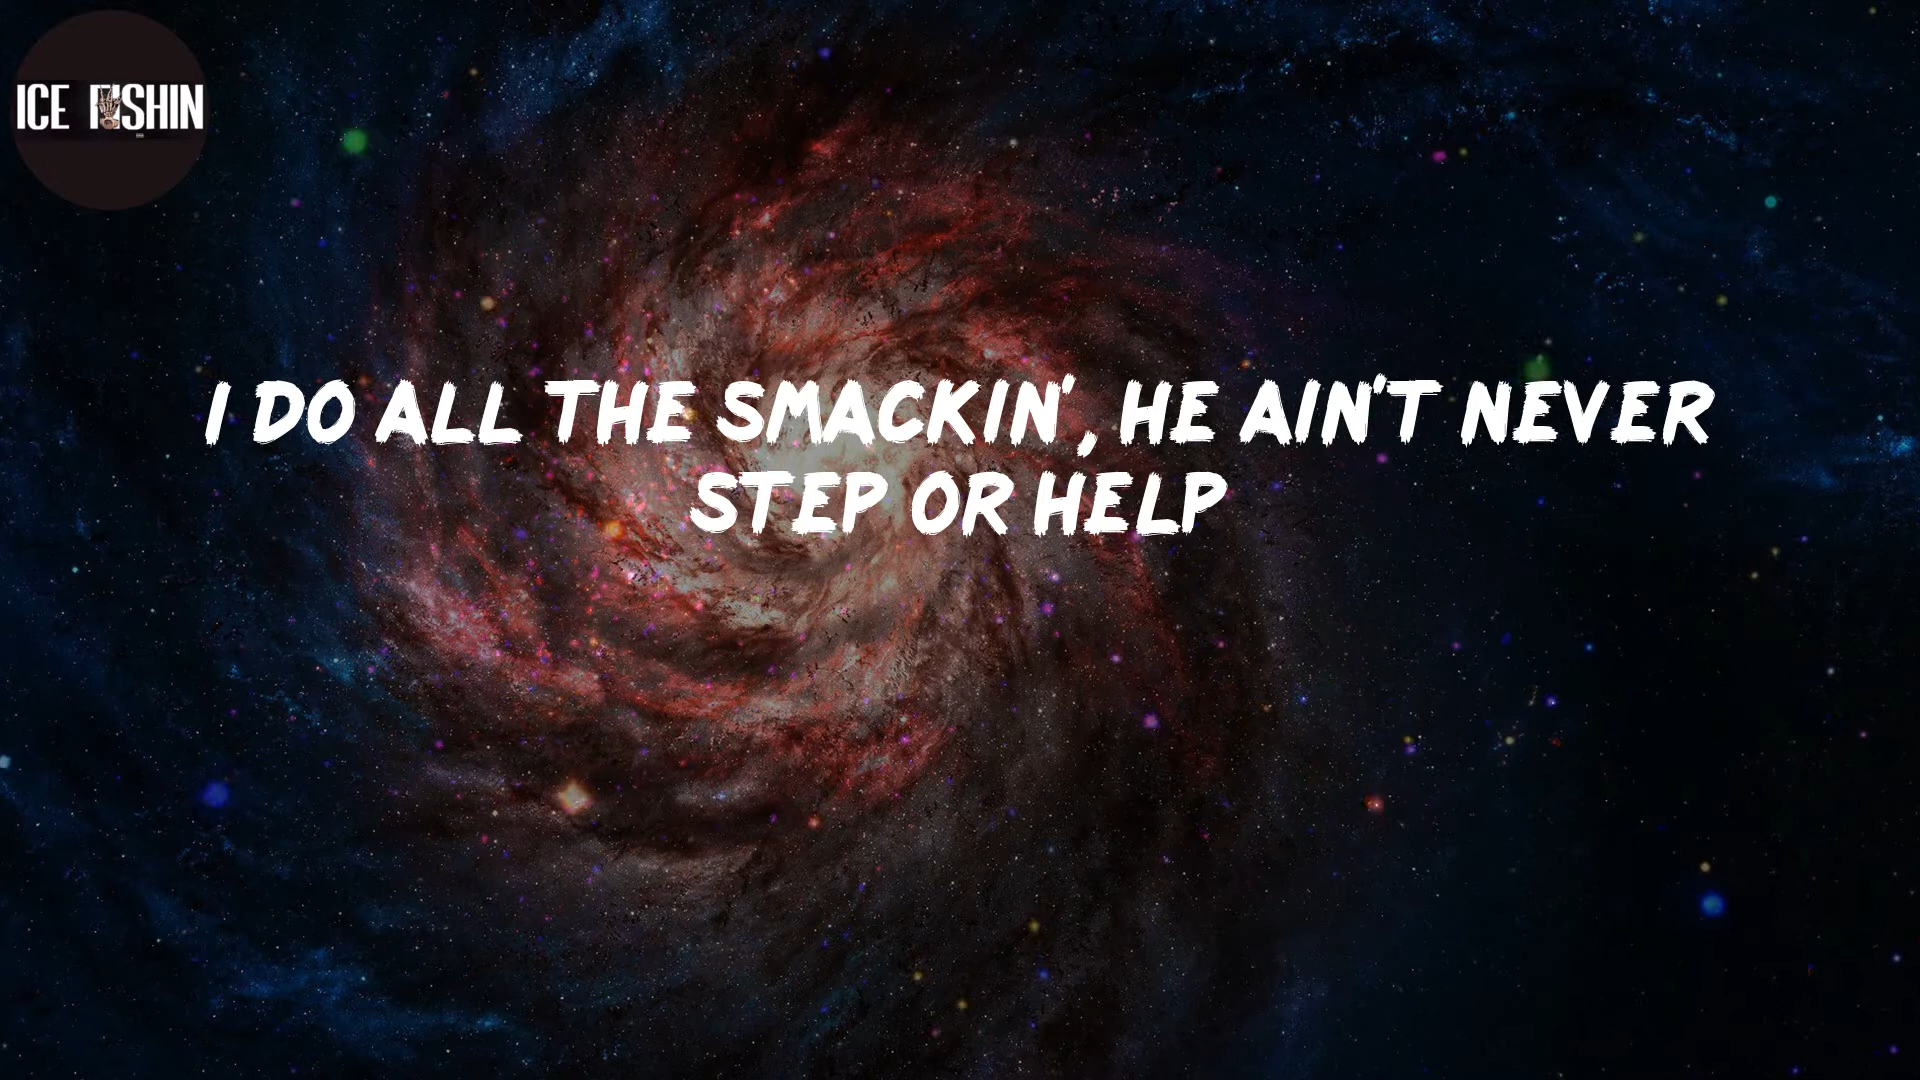 ICE FISHIN
I DO ALL THE SMACKIN', HE AIN'T NEVER
STEP OR HELP